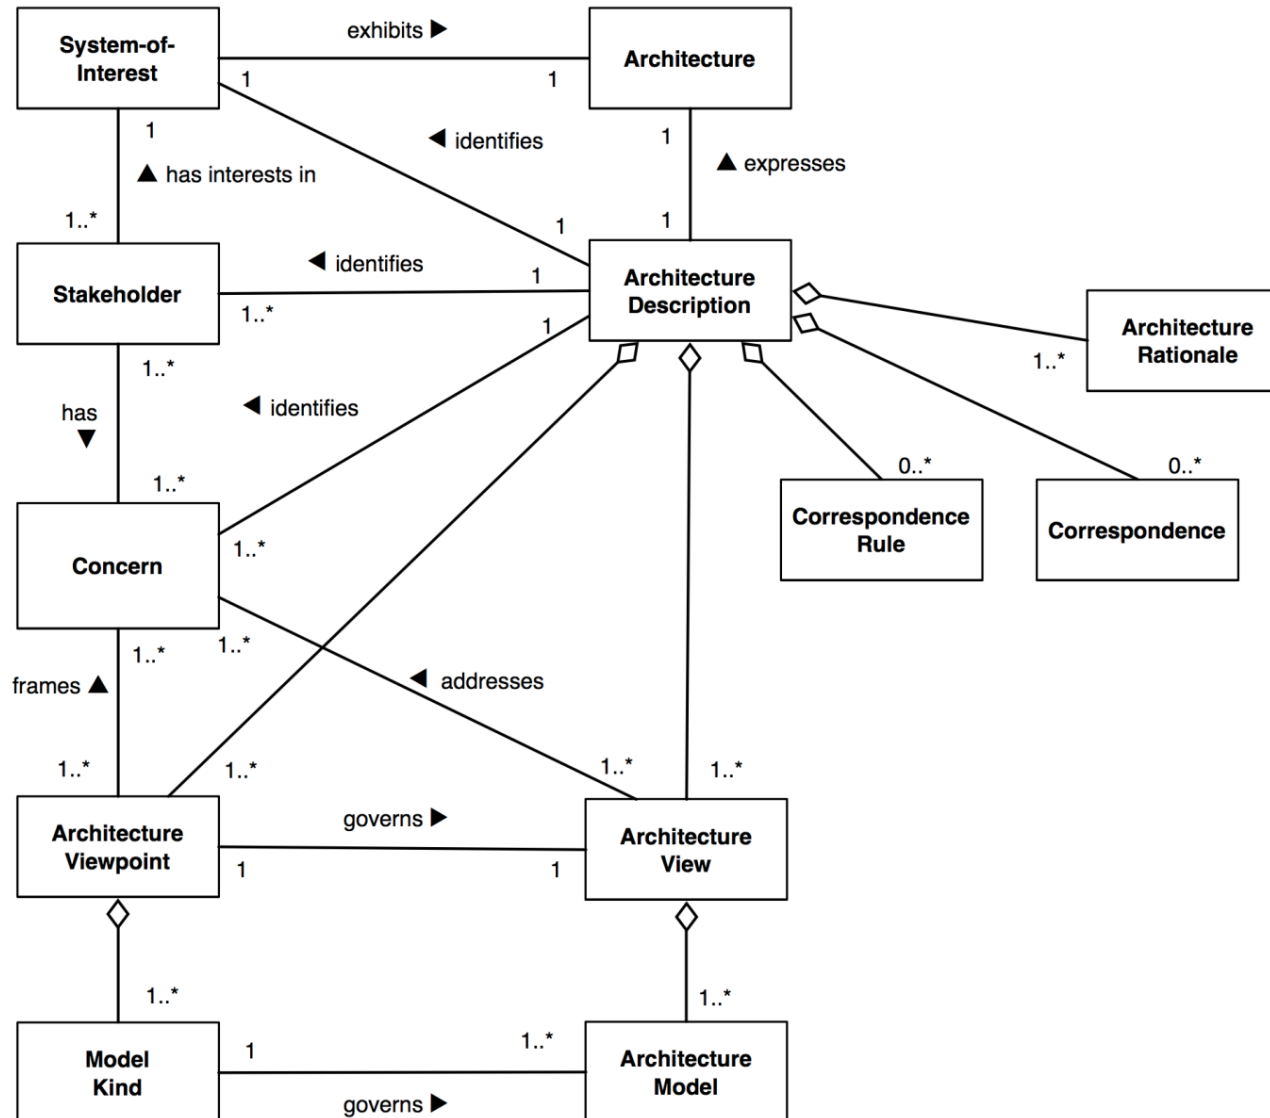 System-of-
Interest
exhibits ▶
1
1
Architecture
1
▲ has interests in
1..*
◀ identifies
1
1
▲ expresses
1
Stakeholder
◀ identifies
1
1..*
1
Architecture
Description
Architecture
Rationale
1..*
1..*
has
▼
◀ identifies
1..*
0..*
0..*
Correspondence
Rule
Correspondence
Concern
1..*
1..*
1..*
frames ▲
◀ addresses
1..*
1..*
1..*
1..*
Architecture
Viewpoint
governs ▶
1
1
Architecture
View
1..*
1..*
Model
Kind
1
1..*
governs ▶
Architecture
Model